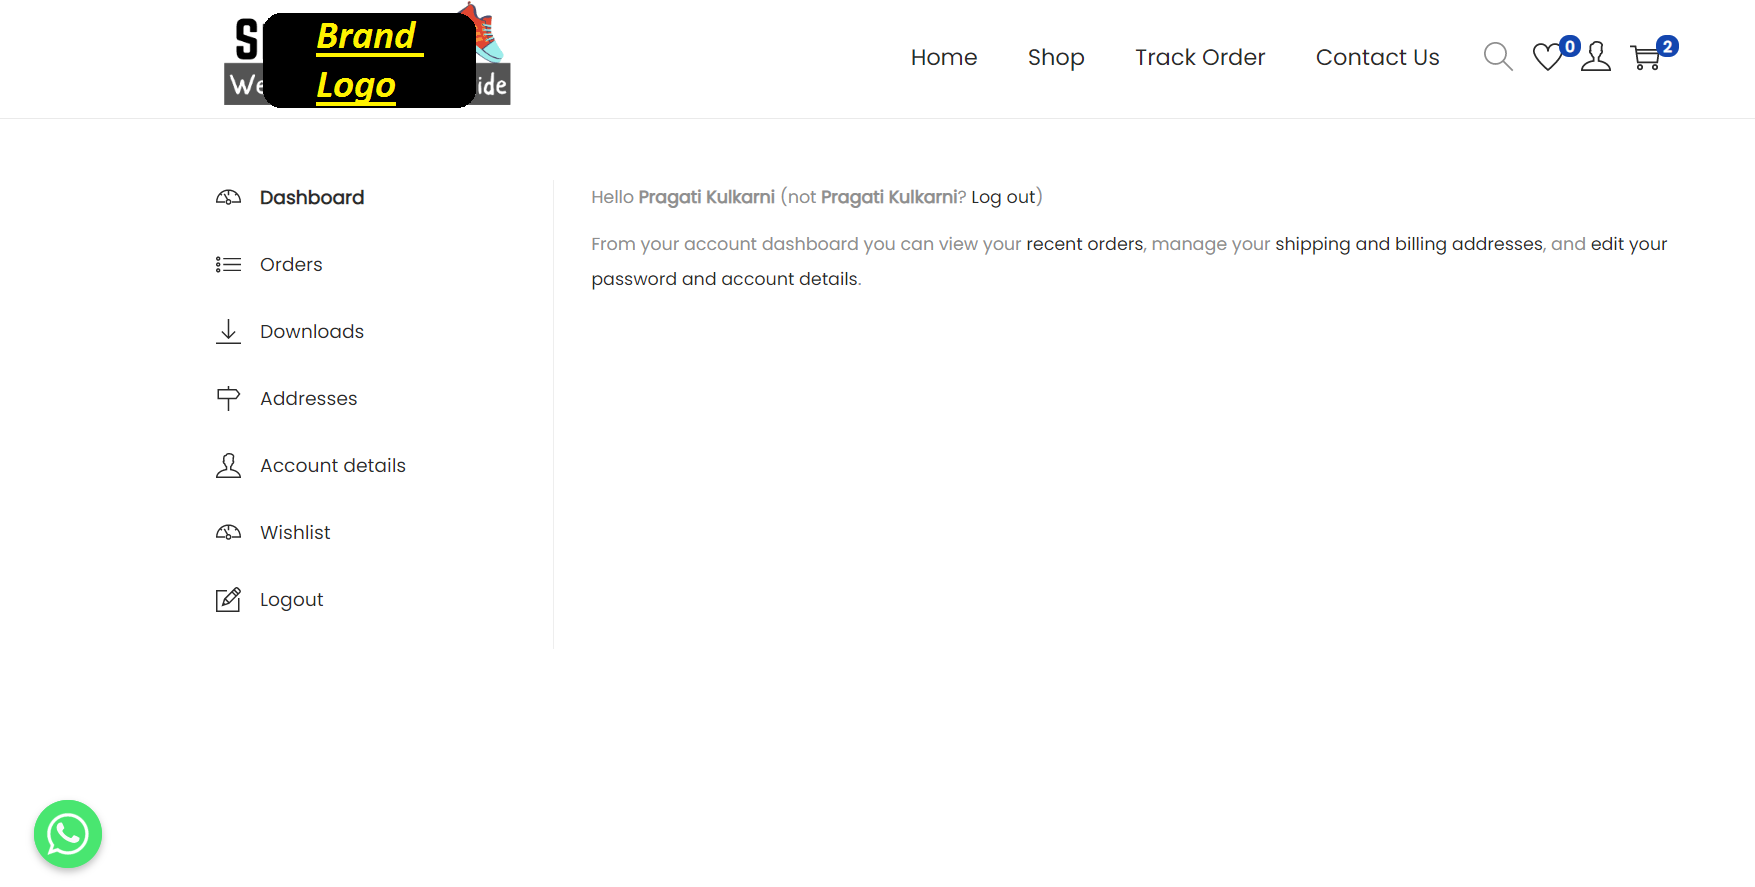 Brand
Logo
Home Shop Track Order Contact Us 0 2
Dashboard
Orders
Downloads
Addresses
Account details
Wishlist
Logout
Hello Pragati Kulkarni (not Pragati Kulkarni? Log out)
From your account dashboard you can view your recent orders, manage your shipping and billing addresses, and edit your
password and account details.